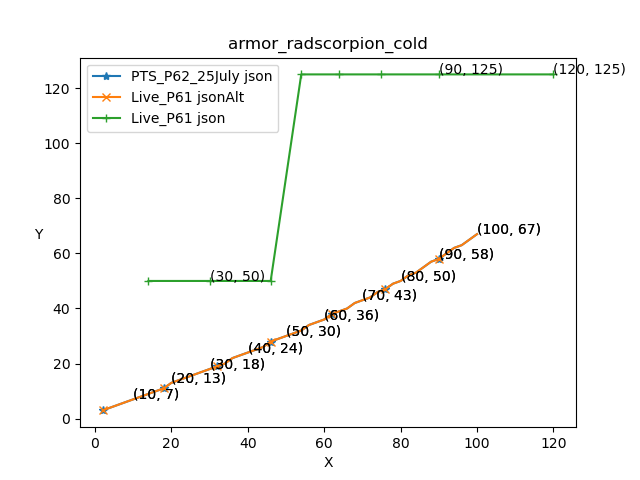 armor_radscorpion_cold
PTS_P62_25July json
Live_P61 jsonAlt
Live_P61 json
(90, 125)
(120, 125)
(30, 50)
(100, 67)
(90, 58)
(80, 50)
(70, 43)
(60, 36)
(50, 30)
(40, 24)
(30, 18)
(20, 13)
(10, 7)
Y
120
100
80
60
40
20
0
0 20 40 60 80 100 120
X